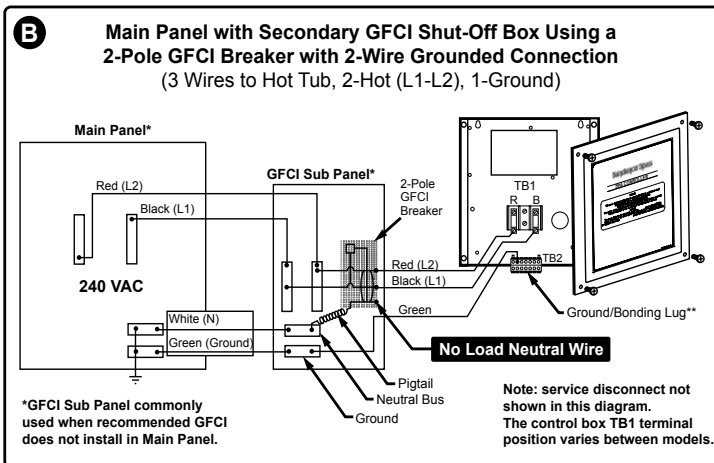 B
Main Panel with Secondary GFCI Shut-Off Box Using a
2-Pole GFCI Breaker with 2-Wire Grounded Connection
(3 Wires to Hot Tub, 2-Hot (L1-L2), 1-Ground)
Main Panel*
GFCI Sub Panel*
2-Pole
GFCI
Breaker
Red (L2)
Black (L1)
240 VAC
White (N)
Green (Ground)
TB1
R B
TB2
Red (L2)
Black (L1)
Green
Ground/Bonding Lug**
No Load Neutral Wire
Pigtail
Neutral Bus
Ground
*GFCI Sub Panel commonly
used when recommended GFCI
does not install in Main Panel.
Note: service disconnect not
shown in this diagram.
The control box TB1 terminal
position varies between models.